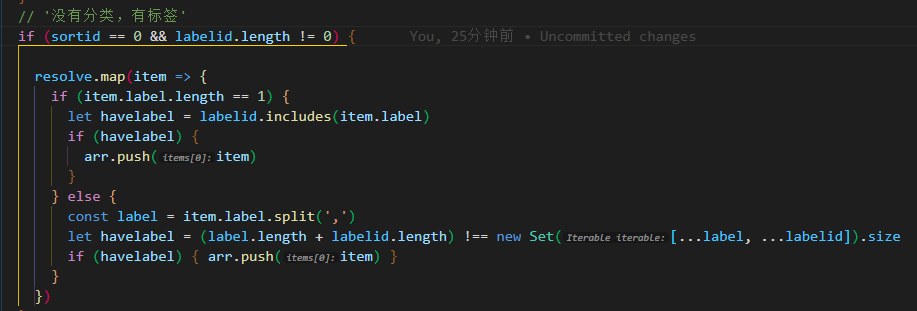 // '没有分类，有标签'
if (sortid == 0 && labelid.length != 0) { You, 25分钟前 • Uncommitted changes
resolve.map(item => {
if (item.label.length == 1) {
let havelabel = labelid.includes(item.label)
if (havelabel) {
arr.push(items[0]: item)
}
} else {
const label = item.label.split(',')
let havelabel = (label.length + labelid.length) !== new Set(Iterable iterable: [...label, ...labelid]).size
if (havelabel) { arr.push(items[0]: item) }
}
})